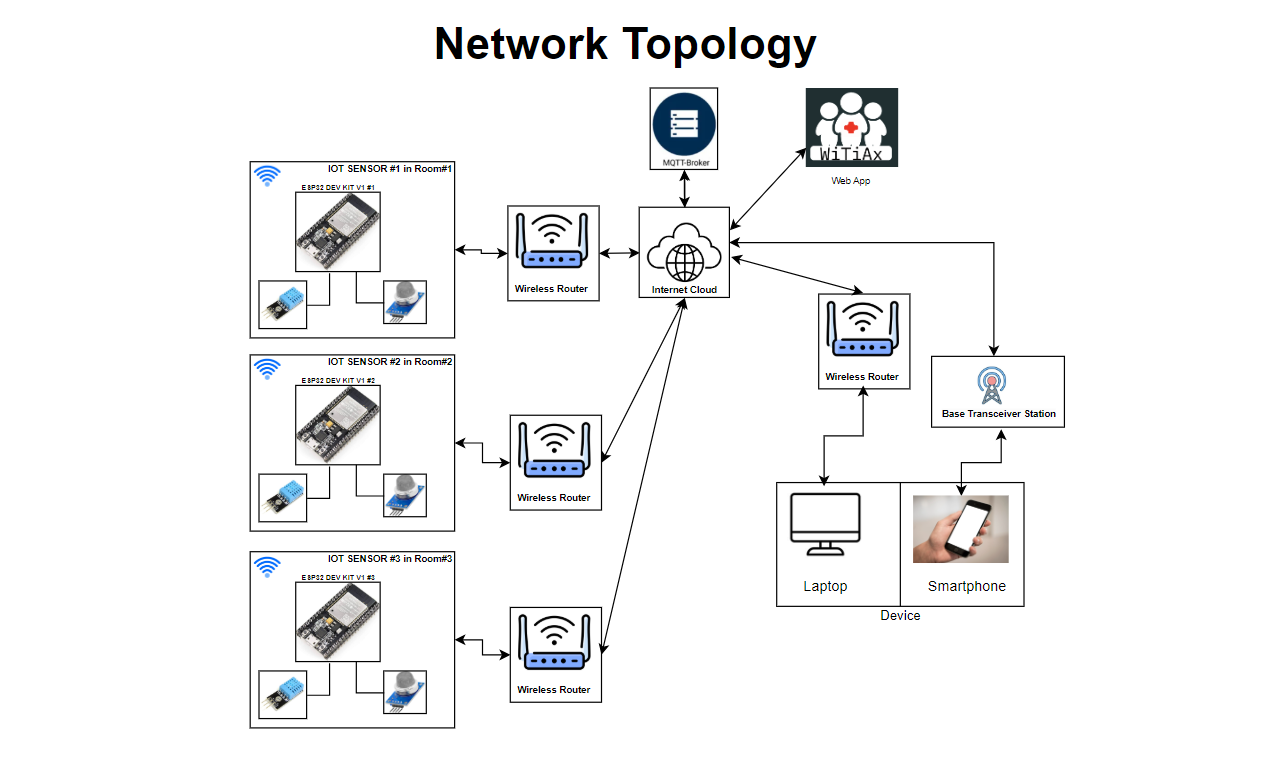 Network Topology
MQTT-Broker
WiTiAx
Web App
IOT SENSOR #1 in Room#1
ESP32 DEV KIT V1 #1
Wireless Router
Internet Cloud
IOT SENSOR #2 in Room#2
ESP32 DEV KIT V1 #2
Wireless Router
IOT SENSOR #3 in Room#3
ESP32 DEV KIT V1 #3
Wireless Router
Wireless Router
Base Transceiver Station
Laptop
Smartphone
Device